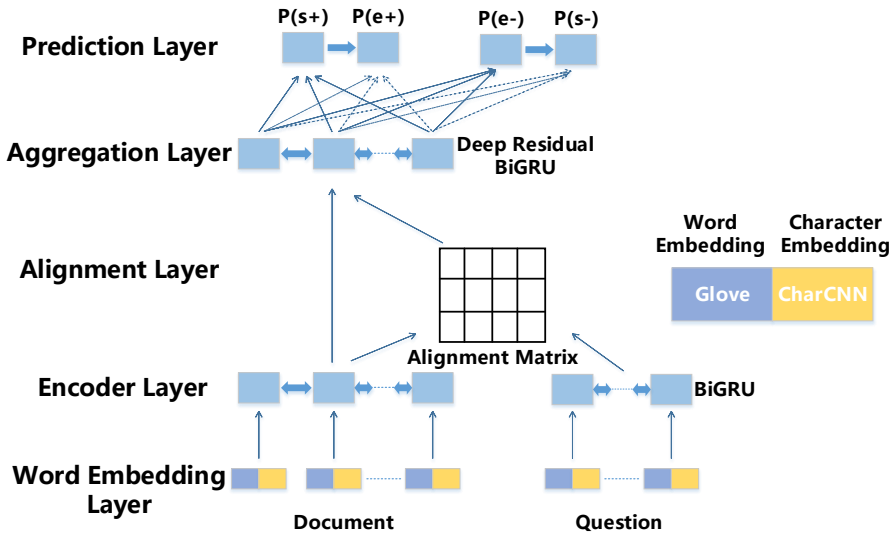 P(s+)
P(e+)
P(e-)
P(s-)
Prediction Layer
Aggregation Layer
Deep Residual
BiGRU
Word
Embedding
Character
Embedding
Alignment Layer
Glove
CharCNN
Alignment Matrix
Encoder Layer
BiGRU
Word Embedding
Layer
Document
Question